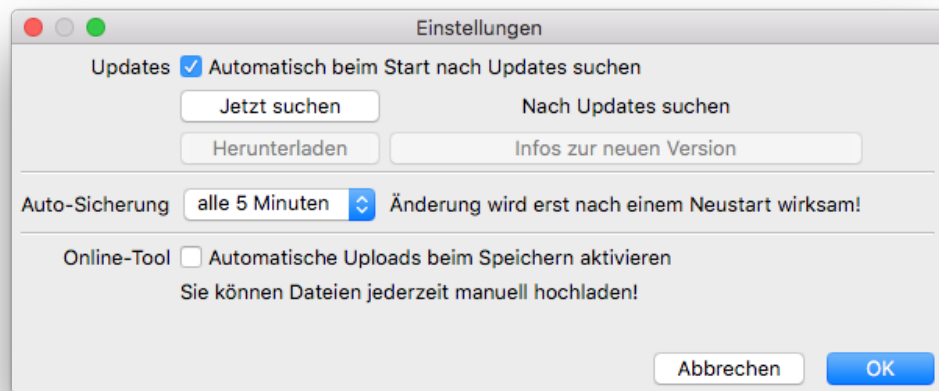 Einstellungen
Updates Automatisch beim Start nach Updates suchen
Jetzt suchen Nach Updates suchen
Herunterladen Infos zur neuen Version
Auto-Sicherung alle 5 Minuten Änderung wird erst nach einem Neustart wirksam!
Online-Tool Automatische Uploads beim Speichern aktivieren
Sie können Dateien jederzeit manuell hochladen!
Abbrechen OK